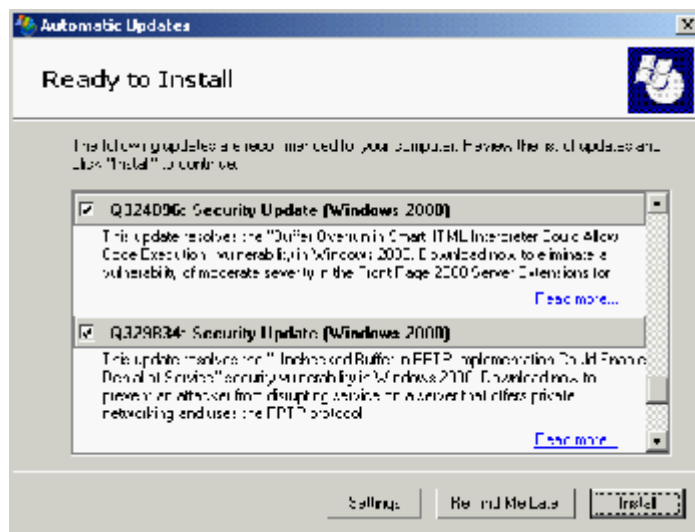 Automatic Updates
Ready to Install
The following updates are recommended for your computer. Review the list of updates and
click "Install" to continue.
Q324096: Security Update (Windows 2000)
This update resolves the "Buffer Overrun in Smart HTML Interpreter Could Allow
Code Execution" vulnerability in Windows 2000. Download now to eliminate a
vulnerability of moderate severity in the Front Page 2000 Server Extensions for
Read more...
Q329834: Security Update (Windows 2000)
This update resolves the "Unchecked Buffer in PPTP Implementation Could Enable
Denial of Service" security vulnerability in Windows 2000. Download now to
prevent an attacker from disrupting service on a server that offers private
networking and uses the PPTP protocol.
Read more...
Settings
Remind Me Later
Install